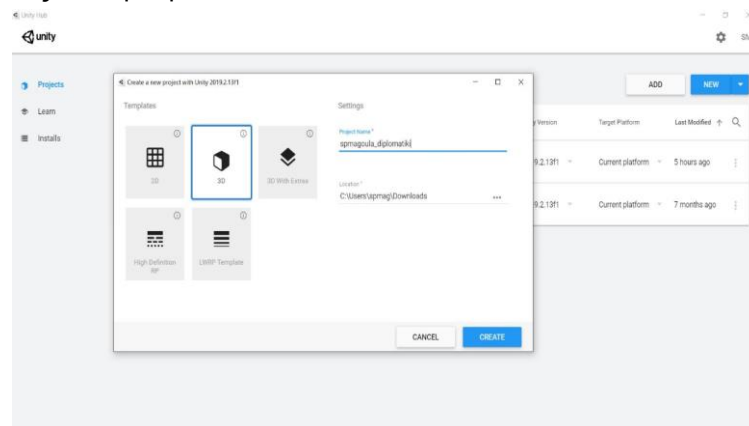 Unity Hub
unity
SM
Projects
Learn
Installs
ADD
NEW
Create a new project with Unity 2019.2.13f1
Templates
Settings
2D
3D
3D With Extras
High Definition RP
LWRP Template
Project Name *
spmagoula_diplomatiki
Location *
C:\Users\spmag\Downloads
...
CANCEL
CREATE
y Version
Target Platform
Last Modified
9.2.13f1
Current platform
5 hours ago
9.2.13f1
Current platform
7 months ago